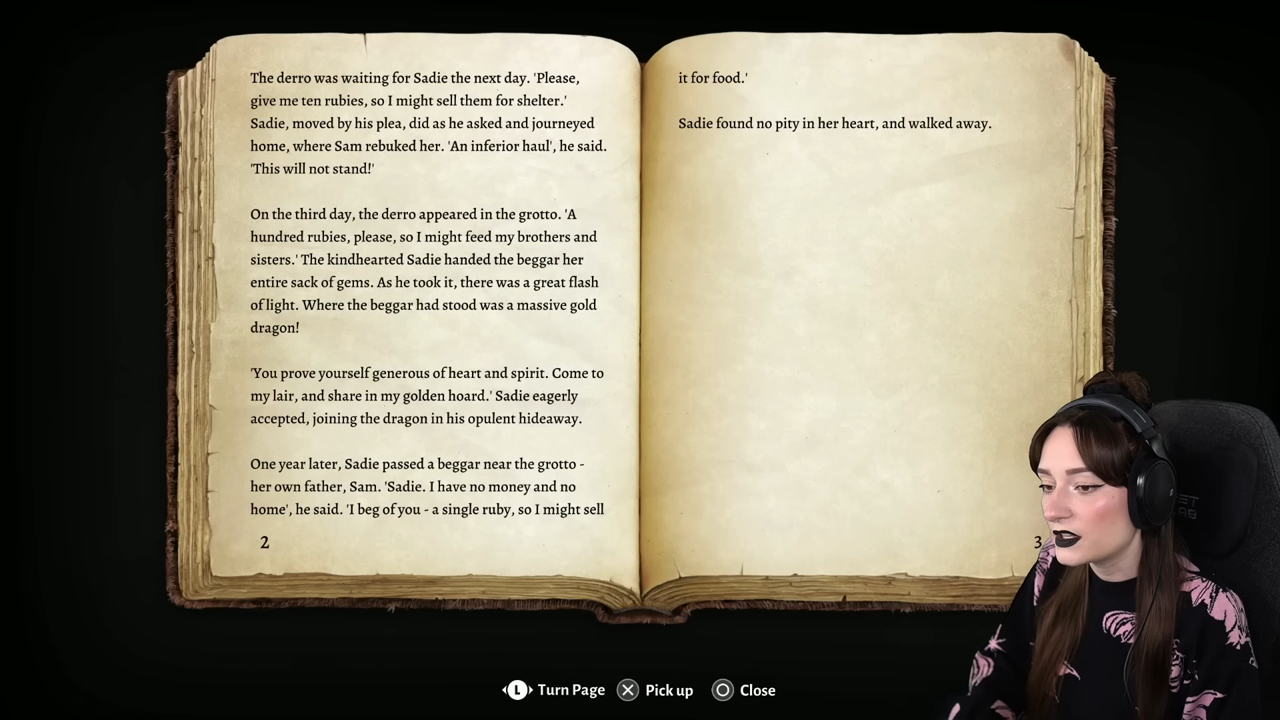 The derro was waiting for Sadie the next day. 'Please,
give me ten rubies, so I might sell them for shelter.'
Sadie, moved by his plea, did as he asked and journeyed
home, where Sam rebuked her. 'An inferior haul', he said.
'This will not stand!'
On the third day, the derro appeared in the grotto. 'A
hundred rubies, please, so I might feed my brothers and
sisters.' The kindhearted Sadie handed the beggar her
entire sack of gems. As he took it, there was a great flash
of light. Where the beggar had stood was a massive gold
dragon!
'You prove yourself generous of heart and spirit. Come to
my lair, and share in my golden hoard.' Sadie eagerly
accepted, joining the dragon in his opulent hideaway.
One year later, Sadie passed a beggar near the grotto -
her own father, Sam. 'Sadie. I have no money and no
home', he said. 'I beg of you - a single ruby, so I might sell
2
it for food.'
Sadie found no pity in her heart, and walked away.
3
L Turn Page Pick up Close